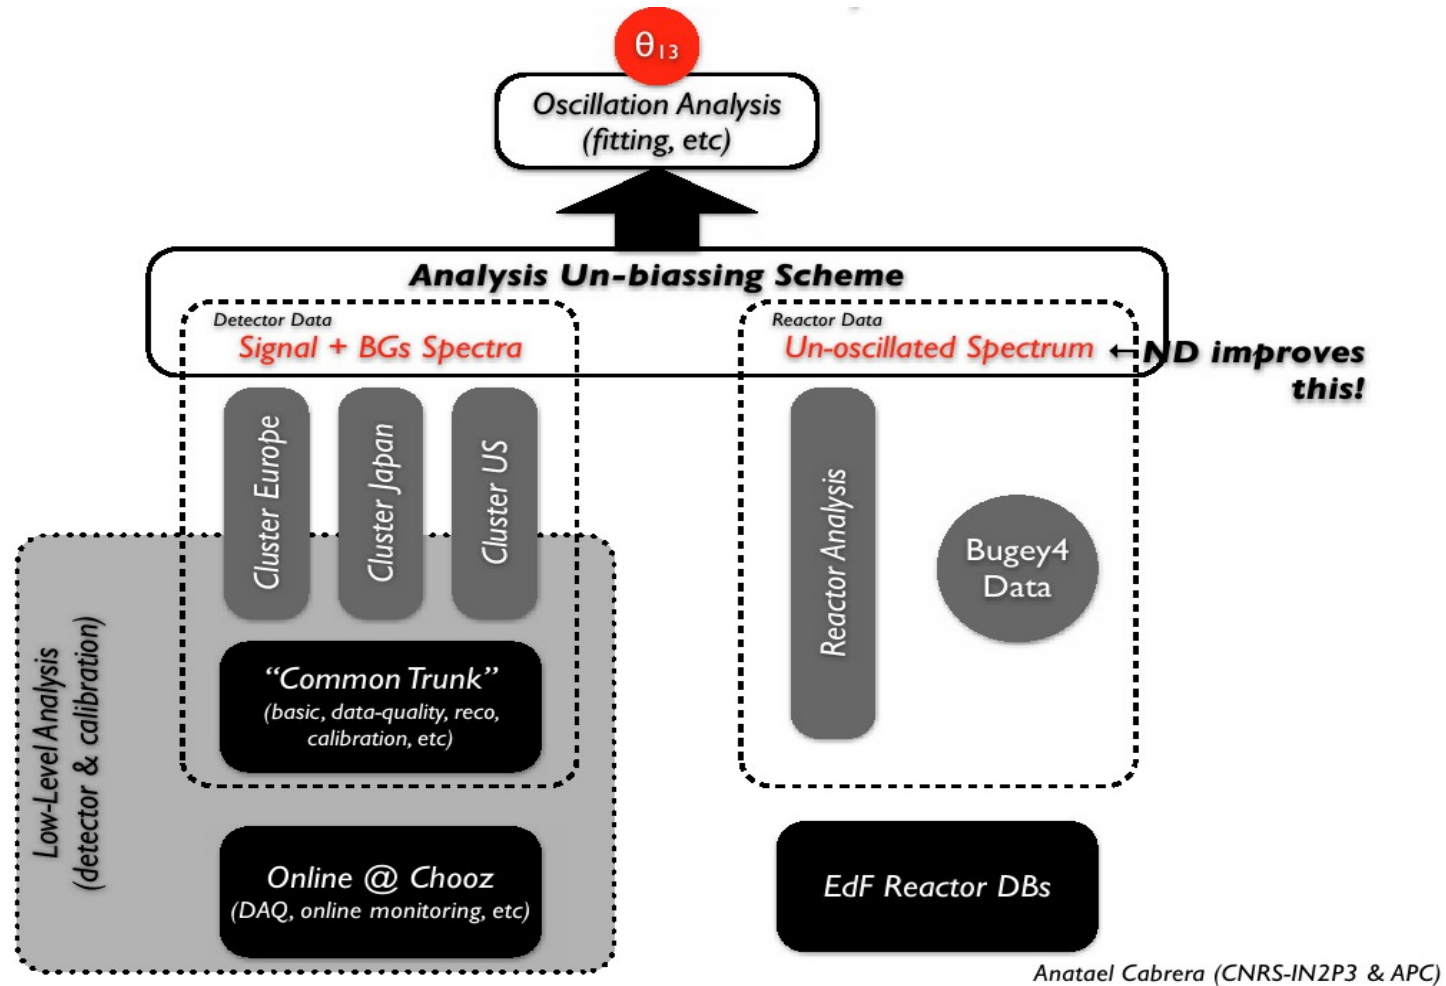 θ13
Oscillation Analysis
(fitting, etc)
Analysis Un-biassing Scheme
Detector Data
Signal + BGs Spectra
Reactor Data
Un-oscillated Spectrum
←ND improves
this!
Cluster Europe
Cluster Japan
Cluster US
Reactor Analysis
Bugey4
Data
Low-Level Analysis
(detector & calibration)
“Common Trunk”
(basic, data-quality, reco,
calibration, etc)
Online @ Chooz
(DAQ, online monitoring, etc)
EdF Reactor DBs
Anatael Cabrera (CNRS-IN2P3 & APC)